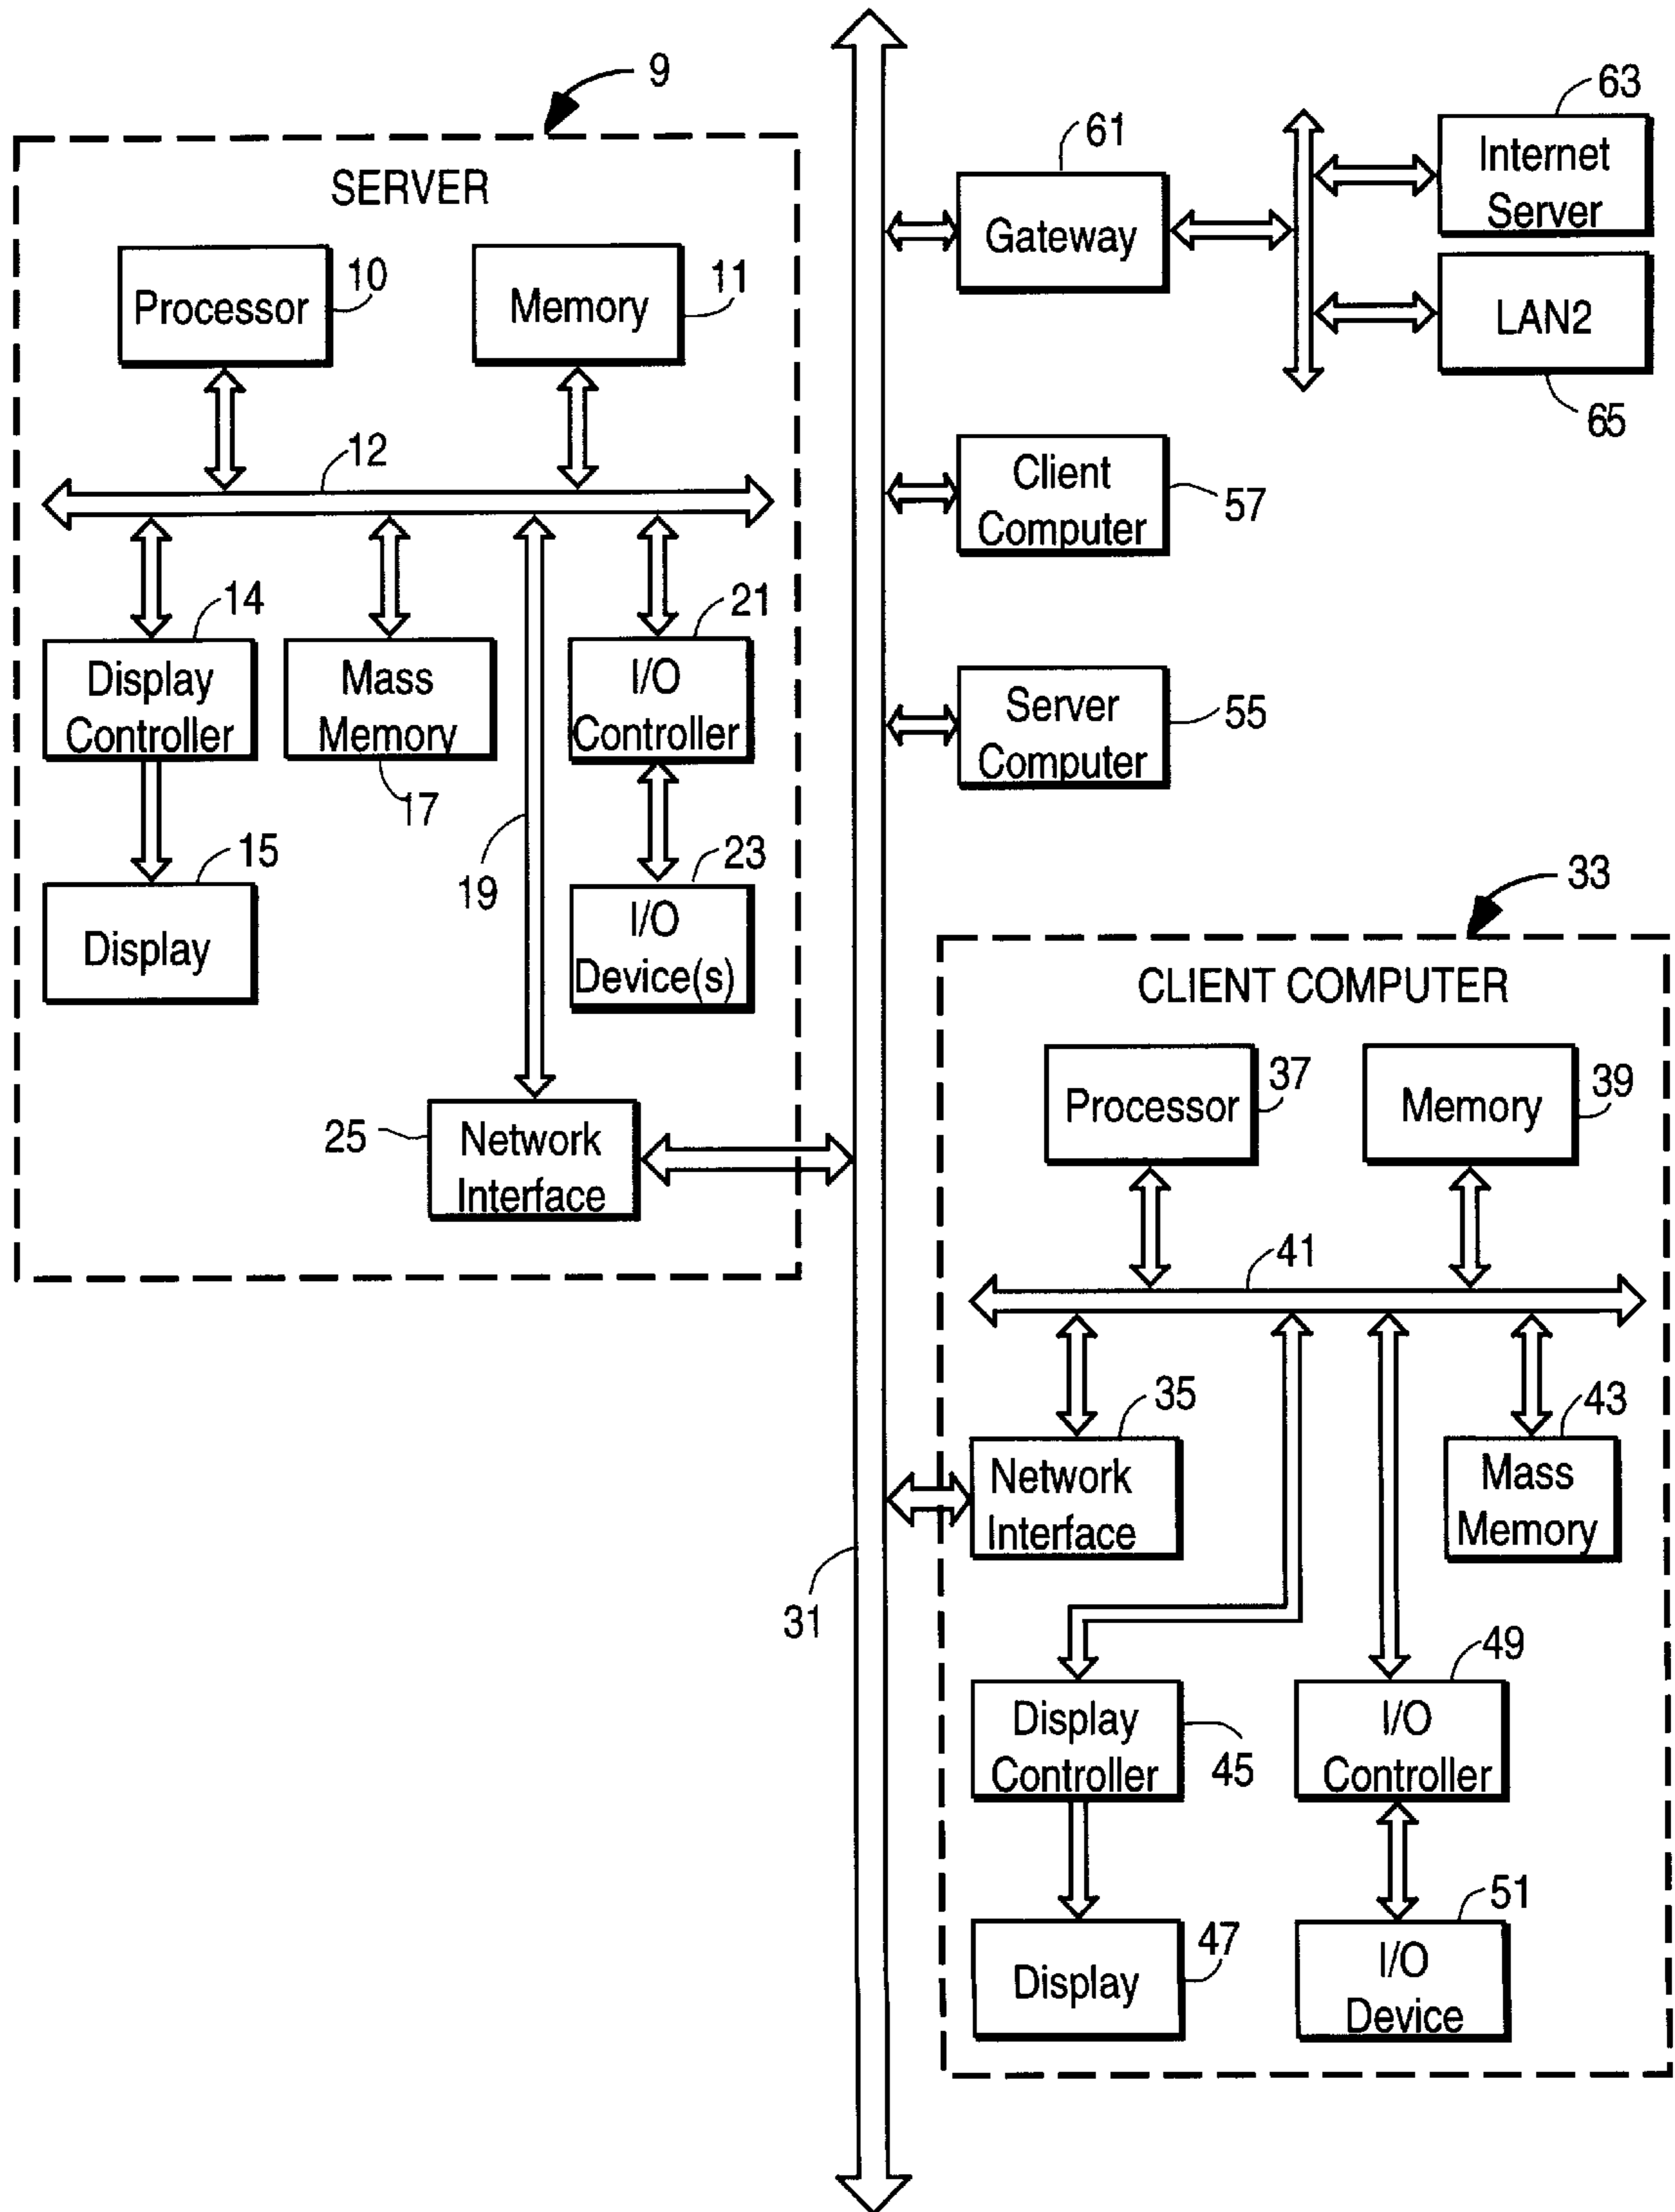 9
SERVER
Processor
10
Memory
11
12
14
Display
Controller
Mass
Memory
17
21
I/O
Controller
15
Display
19
23
I/O
Device(s)
25
Network
Interface
31
61
Gateway
63
Internet
Server
LAN2
65
Client
Computer
57
Server
Computer
55
33
CLIENT COMPUTER
Processor
37
Memory
39
41
35
Network
Interface
43
Mass
Memory
Display
Controller
45
49
I/O
Controller
Display
47
51
I/O
Device